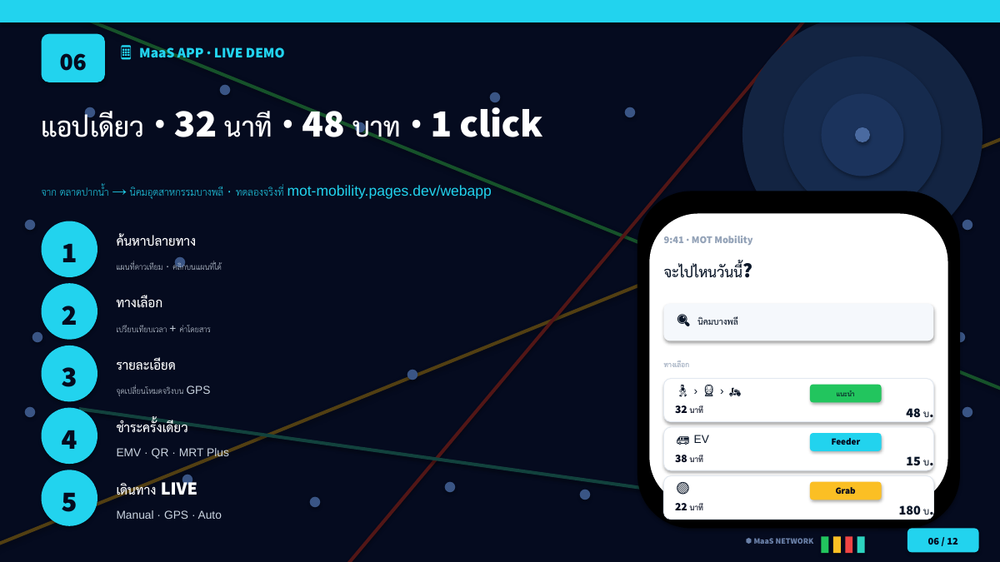 06
MaaS APP · LIVE DEMO
แอปเดียว • 32 นาที • 48 บาท • 1 click
จาก ตลาดปากน้ำ → นิคมอุตสาหกรรมบางพลี · ทดลองจริงที่ mot-mobility.pages.dev/webapp
1
ค้นหาปลายทาง
แผนที่ดาวเทียม · คลิกบนแผนที่ได้
2
ทางเลือก
เปรียบเทียบเวลา + ค่าโดยสาร
3
รายละเอียด
จุดเปลี่ยนโหมดจริงบน GPS
4
ชำระครั้งเดียว
EMV · QR · MRT Plus
5
เดินทาง LIVE
Manual · GPS · Auto
9:41 · MOT Mobility
จะไปไหนวันนี้?
นิคมบางพลี
ทางเลือก
› ›
แนะนำ
32 นาที
48 บ.
EV
Feeder
38 นาที
15 บ.
Grab
22 นาที
180 บ.
MaaS NETWORK
06 / 12